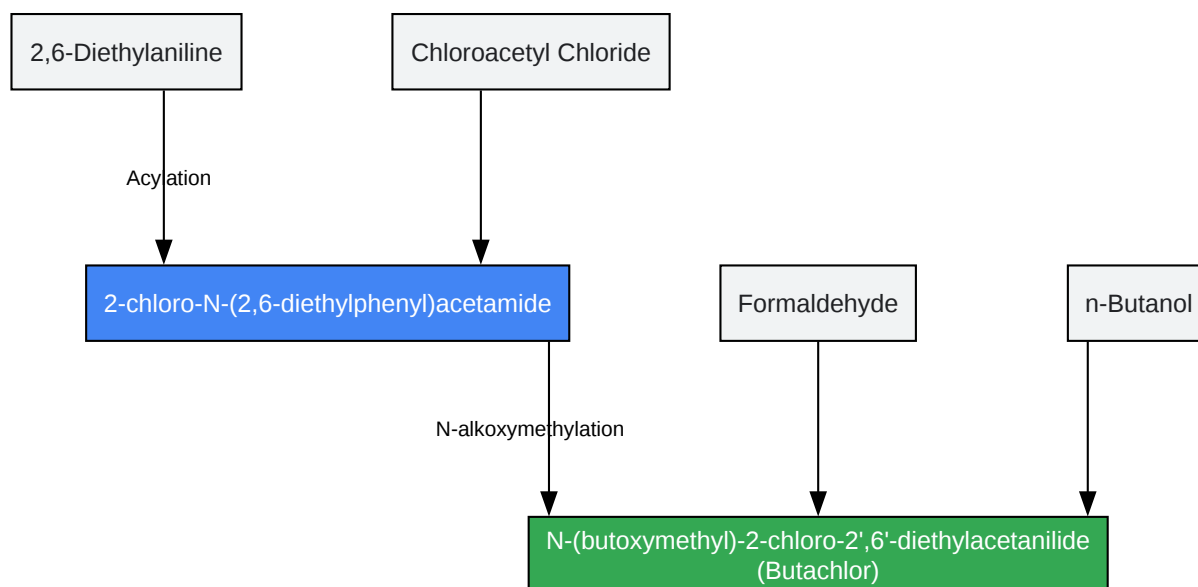 2,6-Diethylaniline
Chloroacetyl Chloride
Acylation
2-chloro-N-(2,6-diethylphenyl)acetamide
Formaldehyde
n-Butanol
N-alkoxymethylation
N-(butoxymethyl)-2-chloro-2',6'-diethylacetanilide
(Butachlor)